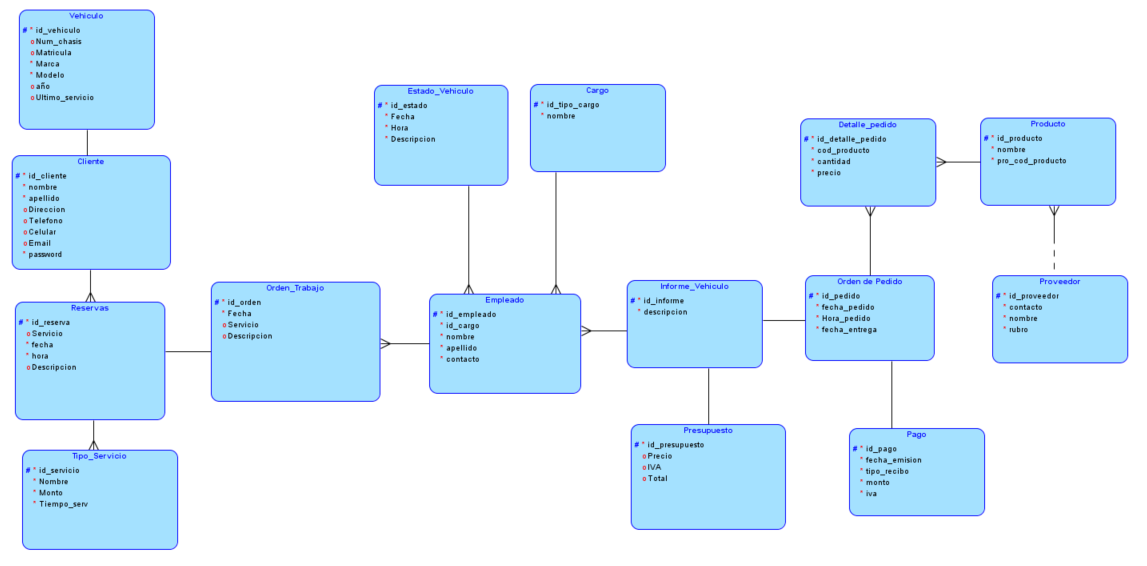 Vehiculo
# * id_vehiculo
o Num_chasis
o Matricula
* Marca
* Modelo
o año
o Ultimo_servicio
Cliente
# * id_cliente
* nombre
* apellido
o Direccion
o Telefono
o Celular
o Email
* password
Reservas
# * id_reserva
o Servicio
* fecha
* hora
o Descripcion
Tipo_Servicio
# * id_servicio
* Nombre
* Monto
* Tiempo_serv
Orden_Trabajo
# * id_orden
* Fecha
o Servicio
o Descripcion
Estado_Vehiculo
# * id_estado
* Fecha
* Hora
* Descripcion
Cargo
# * id_tipo_cargo
* nombre
Empleado
# * id_empleado
* id_cargo
* nombre
* apellido
* contacto
Informe_Vehiculo
# * id_informe
* descripcion
Presupuesto
# * id_presupuesto
o Precio
o IVA
o Total
Detalle_pedido
# * id_detalle_pedido
* cod_producto
* cantidad
* precio
Producto
# * id_producto
* nombre
* pro_cod_producto
Orden de Pedido
# * id_pedido
* fecha_pedido
* Hora_pedido
* fecha_entrega
Proveedor
# * id_proveedor
* contacto
* nombre
* rubro
Pago
# * id_pago
* fecha_emision
* tipo_recibo
* monto
* iva